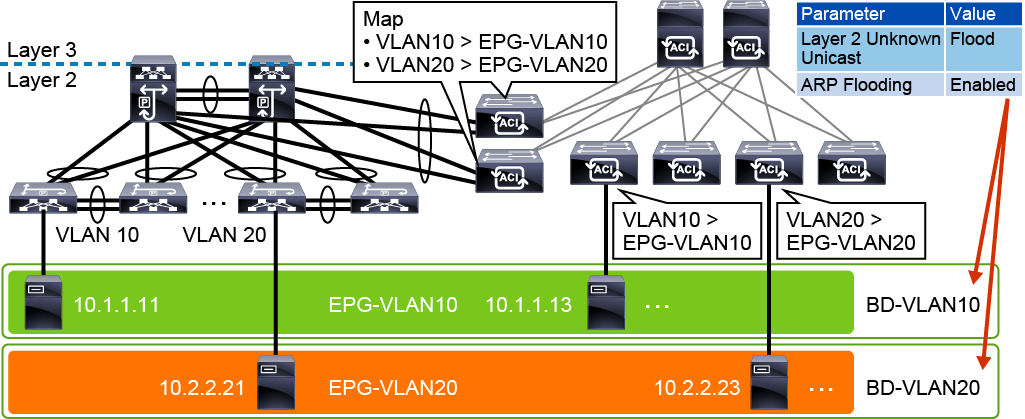 Layer 3
Layer 2
Map
• VLAN10 > EPG-VLAN10
• VLAN20 > EPG-VLAN20
Parameter Value
Layer 2 Unknown Unicast Flood
ARP Flooding Enabled
ACI
ACI
ACI
ACI
ACI
ACI
ACI
ACI
P
P
P
P
P
P
VLAN 10
...
VLAN 20
VLAN10 >
EPG-VLAN10
VLAN20 >
EPG-VLAN20
10.1.1.11
EPG-VLAN10
10.1.1.13
...
BD-VLAN10
10.2.2.21
EPG-VLAN20
10.2.2.23
...
BD-VLAN20